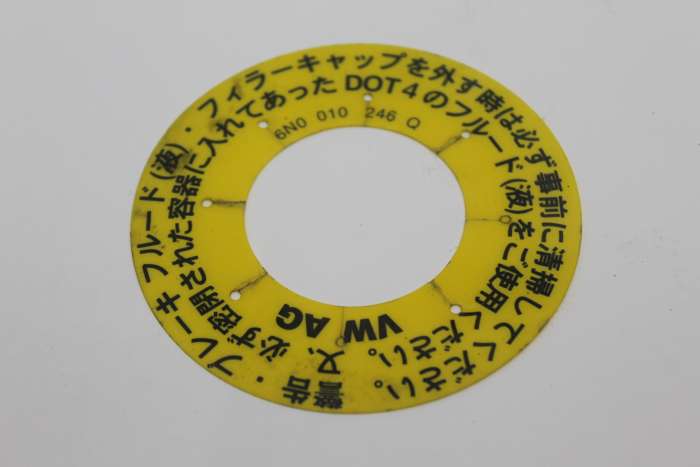 警告・ブレーキフルード(液)・フィラーキャップを外す時は必ず事前に清掃してください。
又、必ず密閉された容器に入れてあったDOT4のフルード(液)をご使用ください。
6N0 010 246 Q
VW AG